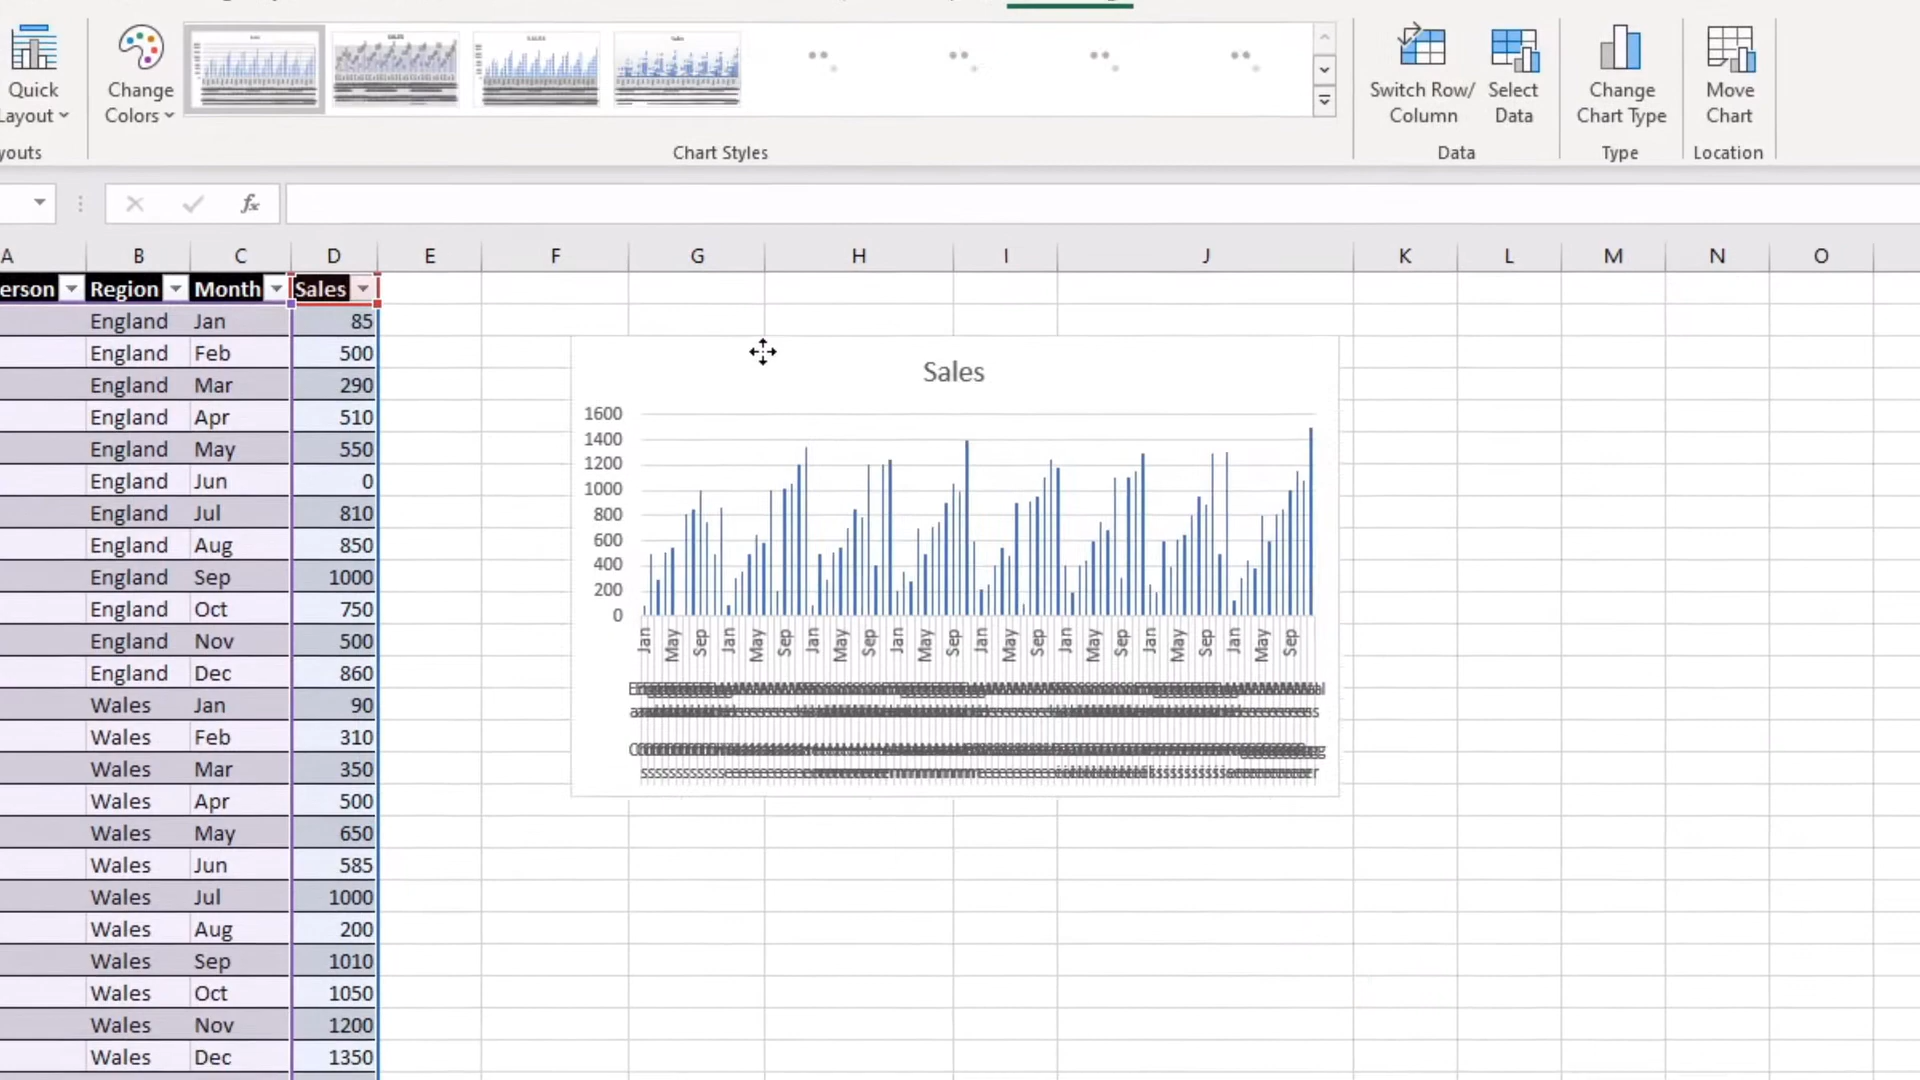 Quick
Layout
Change
Colors
Switch Row/
Column
Select
Data
Change
Chart Type
Move
Chart
youts
Chart Styles
Data
Type
Location
fx
A B C D E F G H I J K L M N O
erson Region Month Sales
England Jan 85
England Feb 500
England Mar 290
England Apr 510
England May 550
England Jun 0
England Jul 810
England Aug 850
England Sep 1000
England Oct 750
England Nov 500
England Dec 860
Wales Jan 90
Wales Feb 310
Wales Mar 350
Wales Apr 500
Wales May 650
Wales Jun 585
Wales Jul 1000
Wales Aug 200
Wales Sep 1010
Wales Oct 1050
Wales Nov 1200
Wales Dec 1350
Sales
1600
1400
1200
1000
800
600
400
200
0
Jan May Sep Jan May Sep Jan May Sep Jan May Sep Jan May Sep Jan May Sep Jan May Sep Jan May Sep